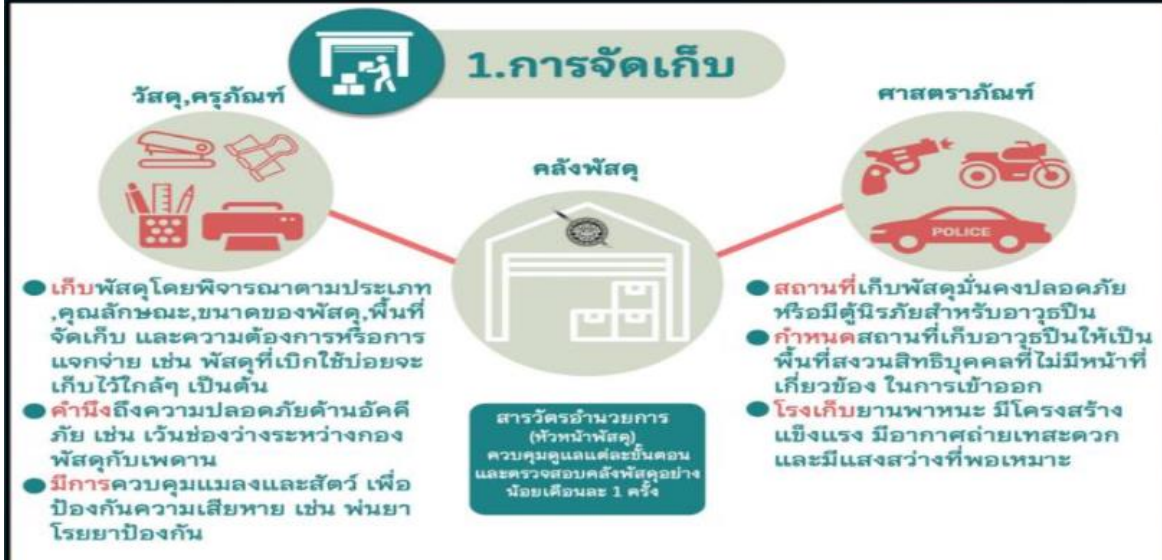 1.การจัดเก็บ
วัสดุ,ครุภัณฑ์
เก็บพัสดุโดยพิจารณาตามประเภท
,คุณลักษณะ,ขนาดของพัสดุ,พื้นที่
จัดเก็บ และความต้องการหรือการ
แจกจ่าย เช่น พัสดุที่เบิกใช้บ่อยจะ
เก็บไว้ใกล้ๆ เป็นต้น
คำนึงถึงความปลอดภัยด้านอัคคี
ภัย เช่น เว้นช่องว่างระหว่างกอง
พัสดุกับเพดาน
มีการควบคุมแมลงและสัตว์ เพื่อ
ป้องกันความเสียหาย เช่น พ่นยา
โรยยาป้องกัน
คลังพัสดุ
สารวัตรอำนวยการ
(หัวหน้าพัสดุ)
ควบคุมดูแลแต่ละขั้นตอน
และตรวจสอบคลังพัสดุอย่าง
น้อยเดือนละ 1 ครั้ง
ศาสตราภัณฑ์
POLICE
สถานที่เก็บพัสดุมั่นคงปลอดภัย
หรือมีตู้นิรภัยสำหรับอาวุธปืน
กำหนดสถานที่เก็บอาวุธปืนให้เป็น
พื้นที่สงวนสิทธิบุคคลที่ไม่มีหน้าที่
เกี่ยวข้อง ในการเข้าออก
โรงเก็บยานพาหนะ มีโครงสร้าง
แข็งแรง มีอากาศถ่ายเทสะดวก
และมีแสงสว่างที่พอเหมาะ